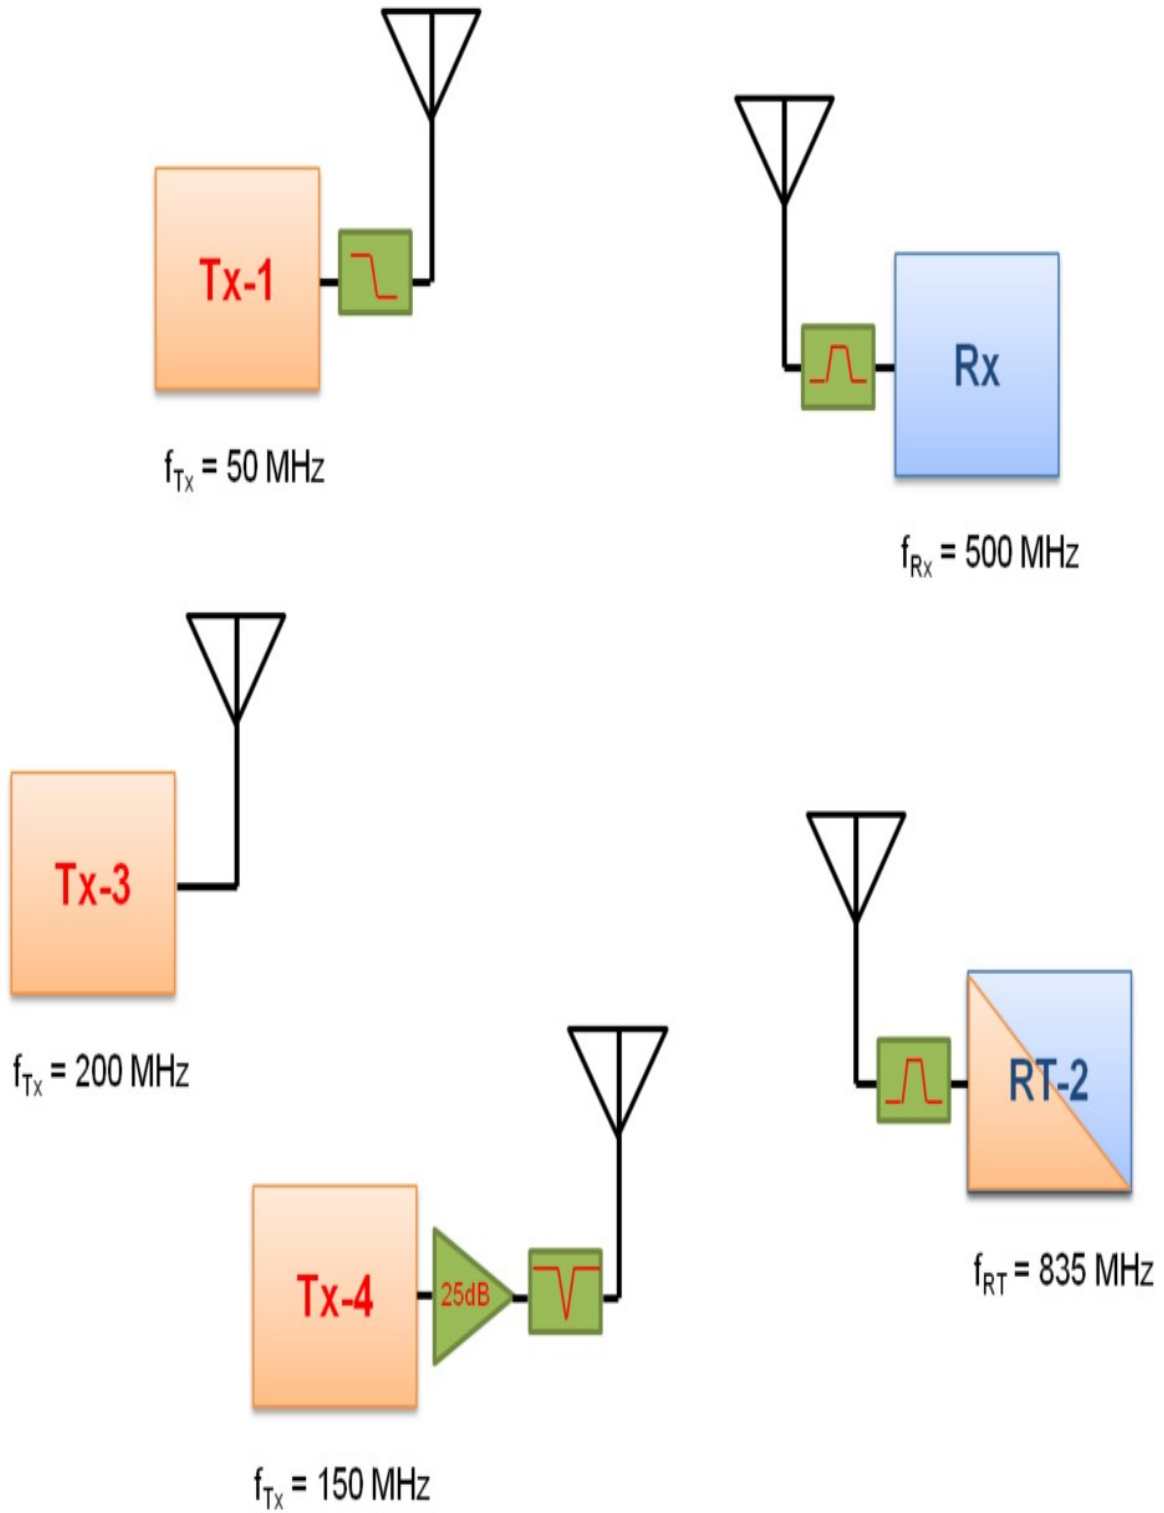 Tx-1
Rx
fTx = 50 MHz
fRx = 500 MHz
Tx-3
fTx = 200 MHz
RT-2
25dB
Tx-4
fRT = 835 MHz
fTx = 150 MHz